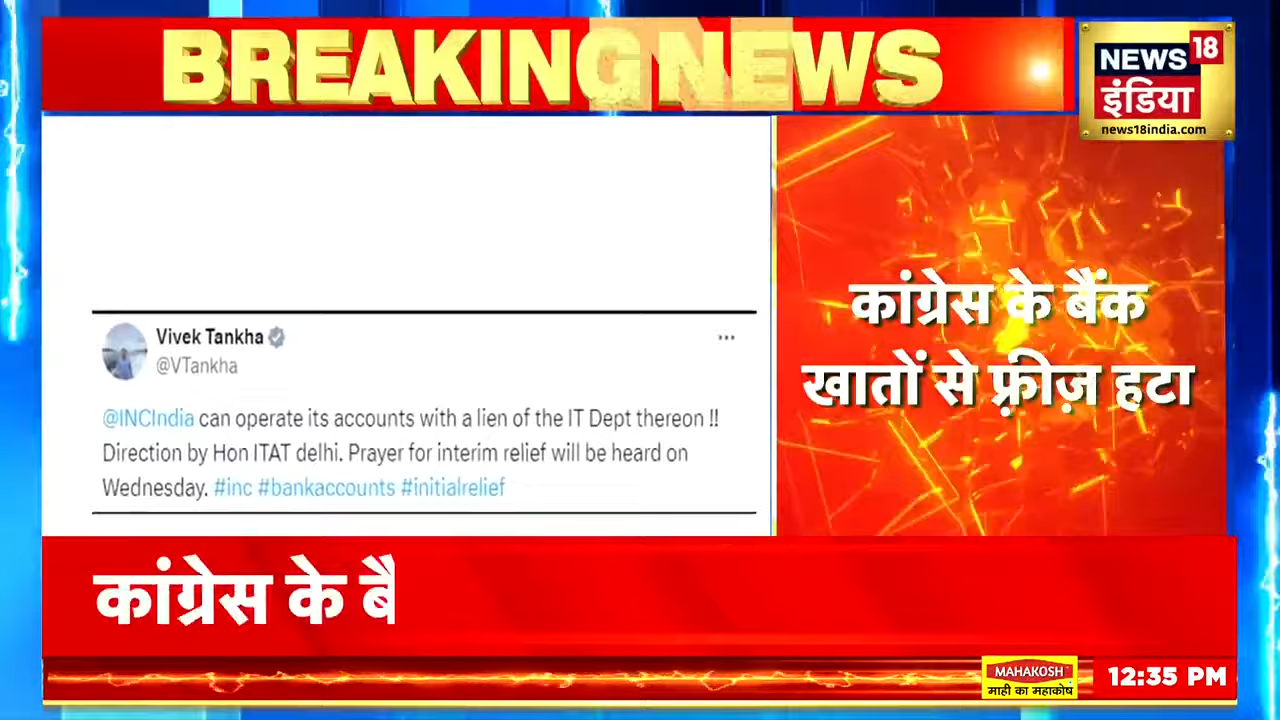 BREAKING NEWS
NEWS 18
इंडिया
news18india.com
Vivek Tankha
@VTankha
@INCIndia can operate its accounts with a lien of the IT Dept thereon !!
Direction by Hon ITAT delhi. Prayer for interim relief will be heard on
Wednesday. #inc #bankaccounts #initialrelief
कांग्रेस के बैंक
खातों से फ़्रीज़ हटा
कांग्रेस के बै
MAHAKOSH
माही का महाकोष
12:35 PM